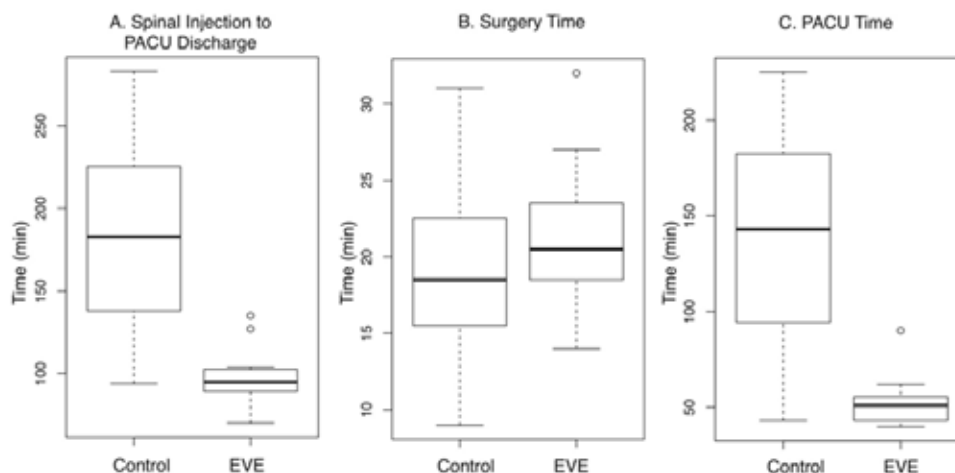 A. Spinal Injection to
PACU Discharge
B. Surgery Time
C. PACU Time
Time (min)
250
200
150
100
Control
EVE
Time (min)
30
25
20
15
10
Control
EVE
Time (min)
200
150
100
50
Control
EVE